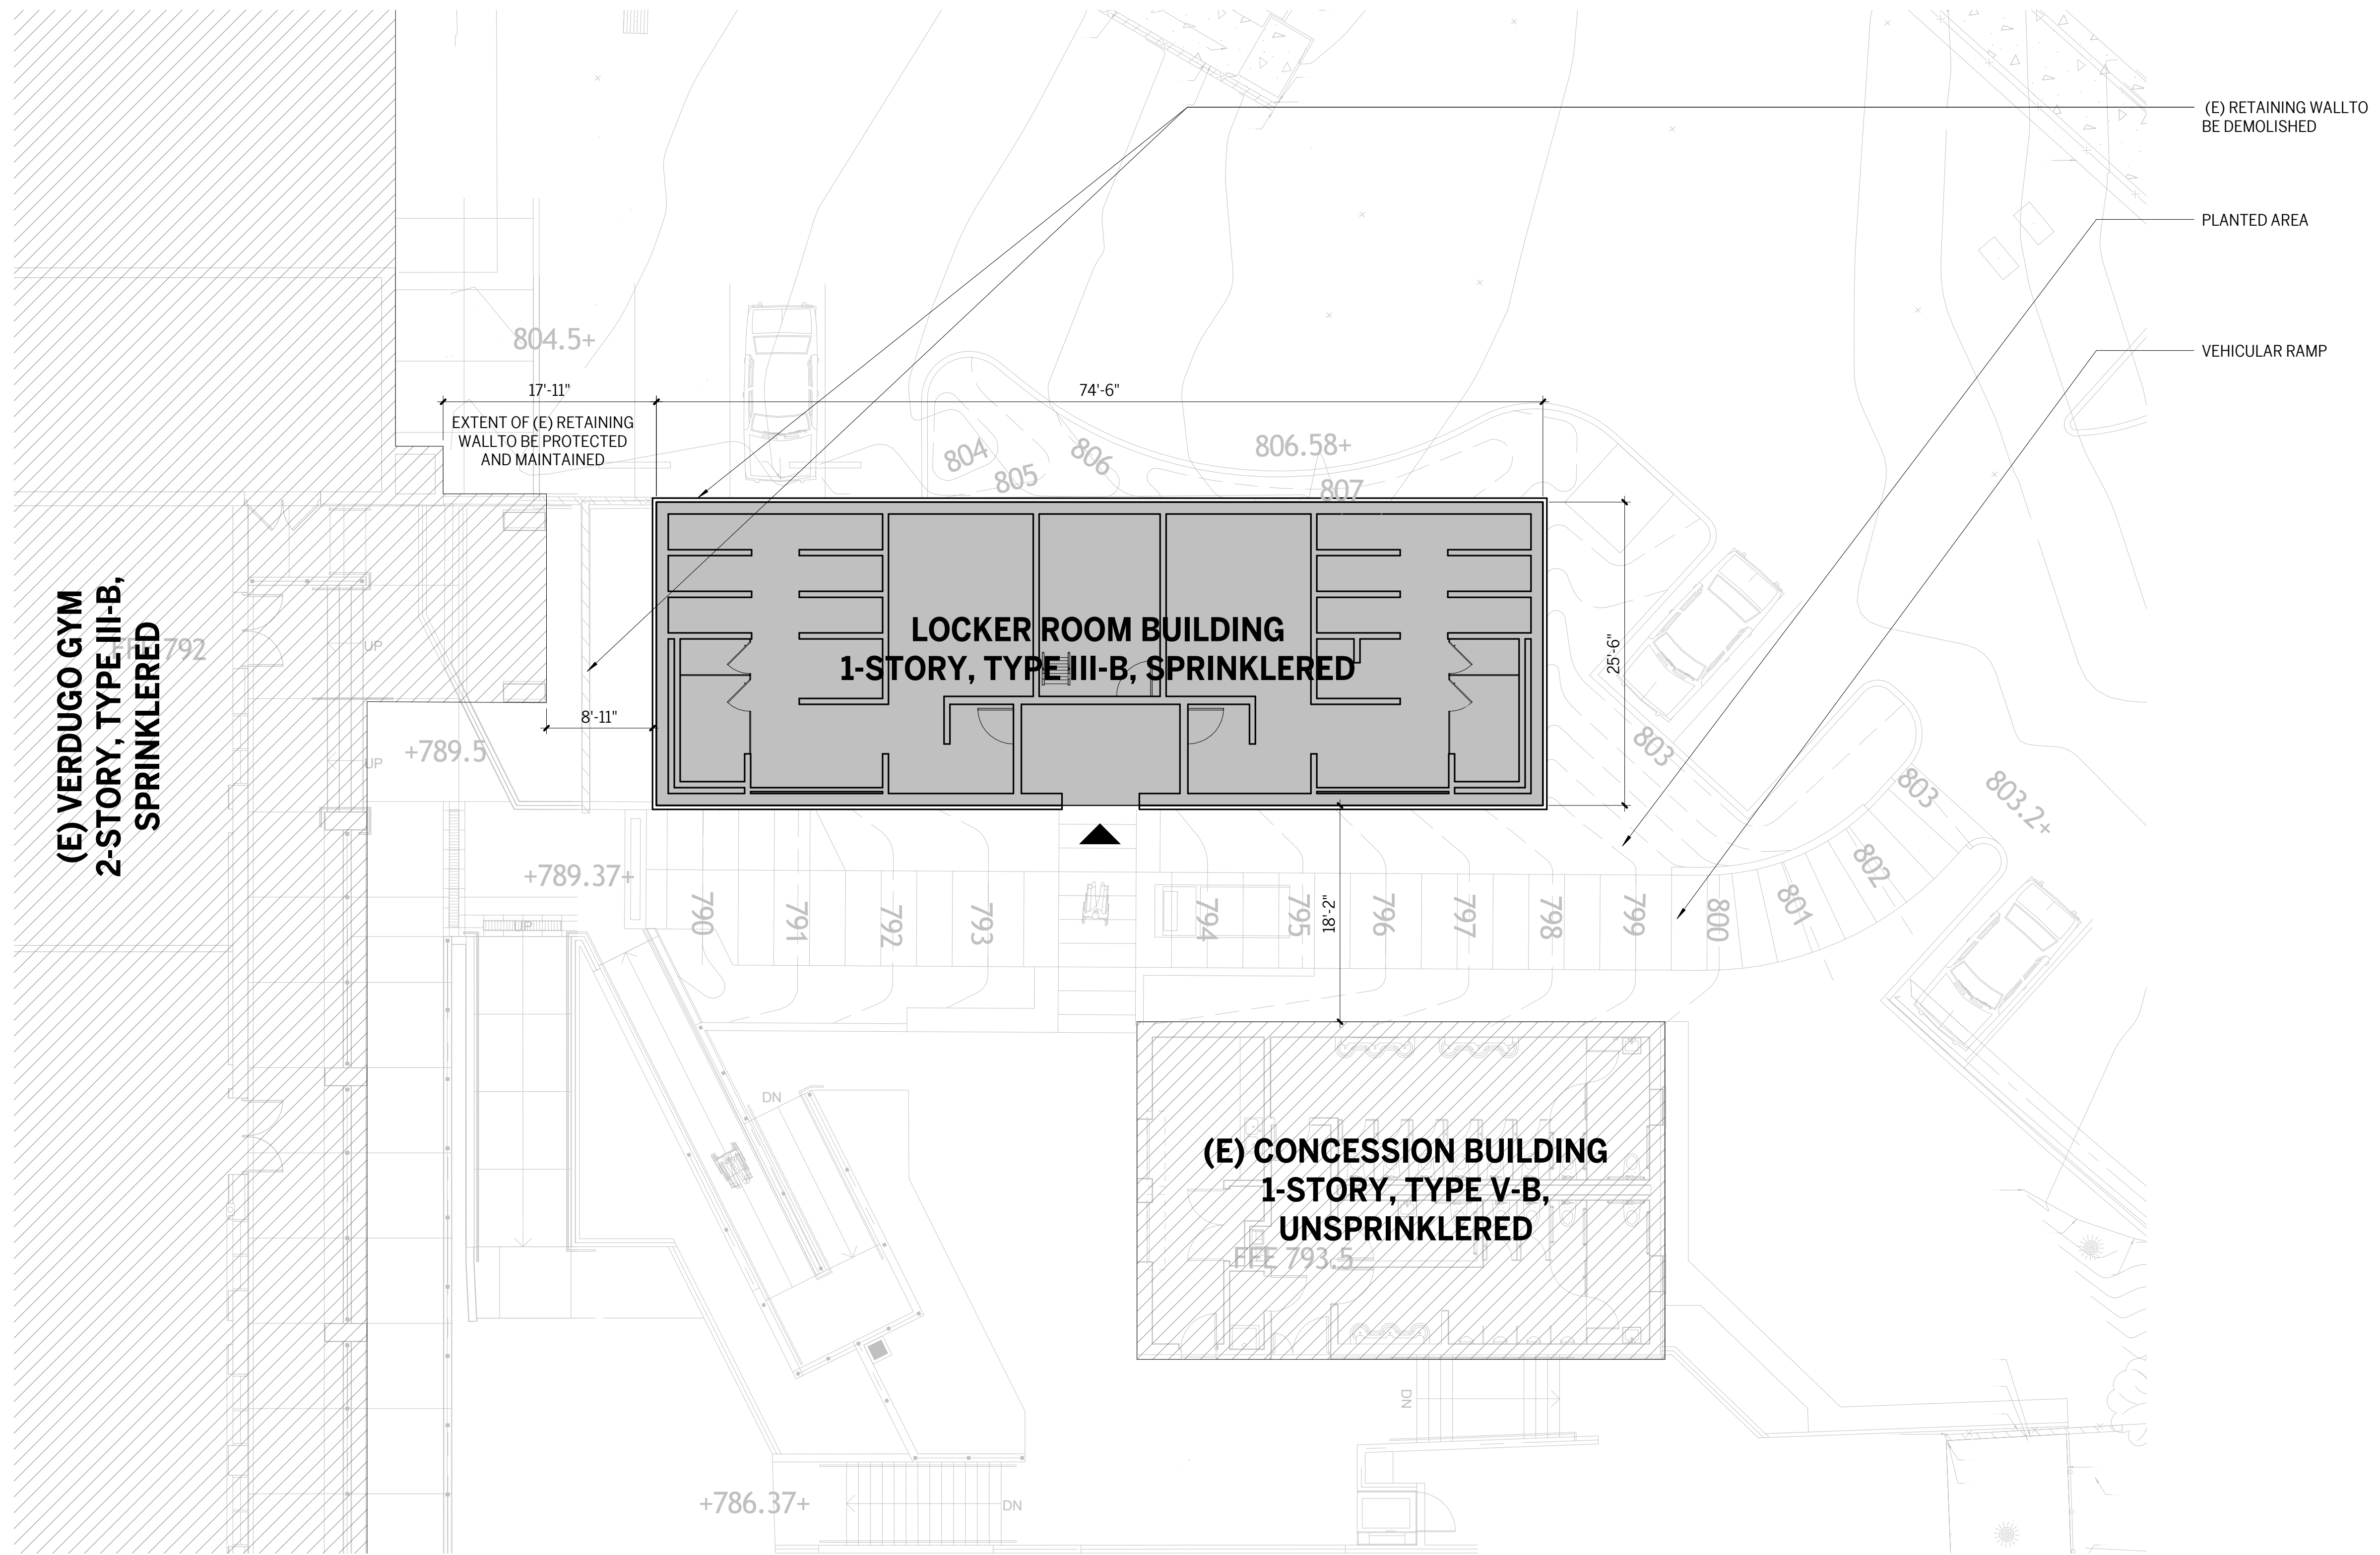 (E) RETAINING WALLTO
BE DEMOLISHED
PLANTED AREA
VEHICULAR RAMP
804.5+
17'-11"
74'-6"
EXTENT OF (E) RETAINING
WALLTO BE PROTECTED
AND MAINTAINED
804
805
806
806.58+
807
(E) VERDUGO GYM
2-STORY, TYPE III-B,
SPRINKLERED
792
UP
UP
LOCKER ROOM BUILDING
1-STORY, TYPE III-B, SPRINKLERED
25'-6"
8'-11"
+789.5
803
803
803.2+
802
801
+789.37+
UP
790
791
792
793
794
795
18'-2"
796
797
798
799
800
DN
(E) CONCESSION BUILDING
1-STORY, TYPE V-B,
UNSPRINKLERED
FFE 793.5
DN
+786.37+
DN